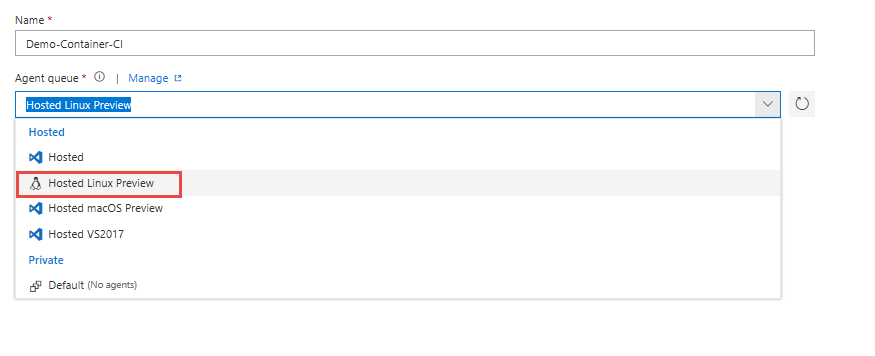 Name *
Demo-Container-CI
Agent queue * | Manage
Hosted Linux Preview
Hosted
Hosted
Hosted Linux Preview
Hosted macOS Preview
Hosted VS2017
Private
Default (No agents)